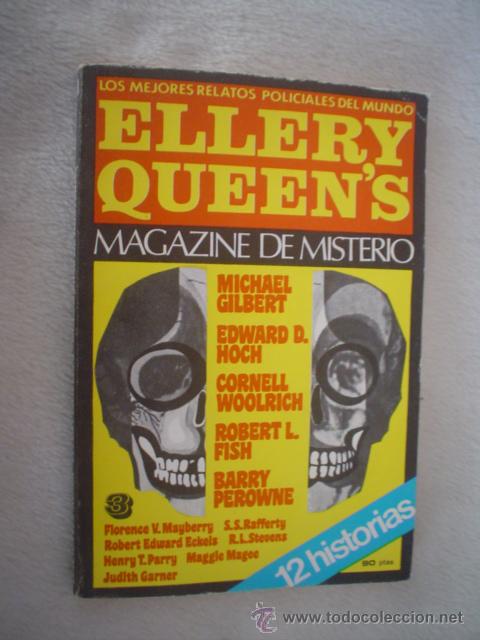 LOS MEJORES RELATOS POLICIALES DEL MUNDO
ELLERY
QUEEN'S
MAGAZINE DE MISTERIO
MICHAEL
GILBERT
EDWARD D.
HOCH
CORNELL
WOOLRICH
ROBERT L.
FISH
BARRY
PEROWNE
3
Florence V. Mayberry S.S. Rafferty
Robert Edward Eckels R.L. Stevens
Henry T. Parry Maggie Magee
Judith Garner
12 historias
90 ptas
www.todocoleccion.net